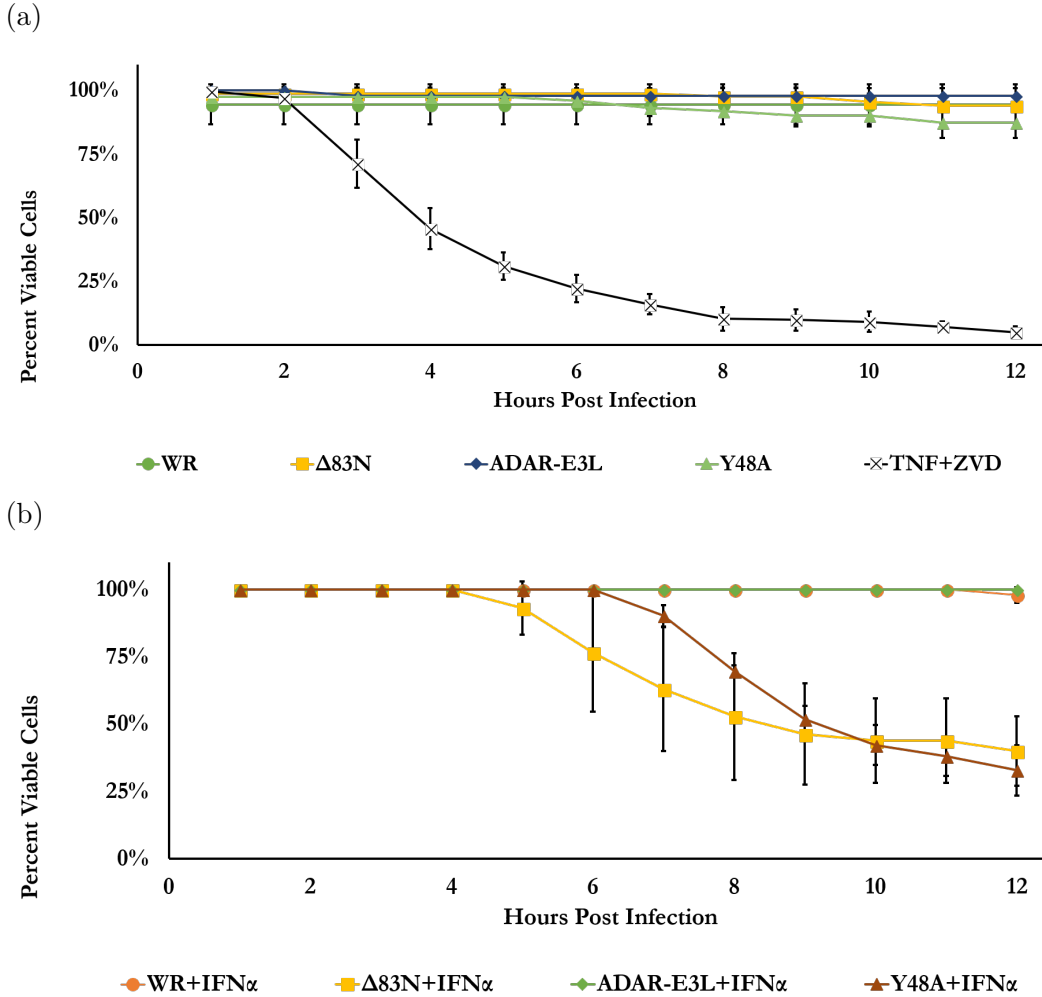 (a)
100%
75%
50%
25%
0%
Percent Viable Cells
0 2 4 6 8 10 12
Hours Post Infection
WR Δ83N ADAR-E3L Y48A TNF+ZVD
(b)
100%
75%
50%
25%
0%
Percent Viable Cells
0 2 4 6 8 10 12
Hours Post Infection
WR+IFNα Δ83N+IFNα ADAR-E3L+IFNα Y48A+IFNα